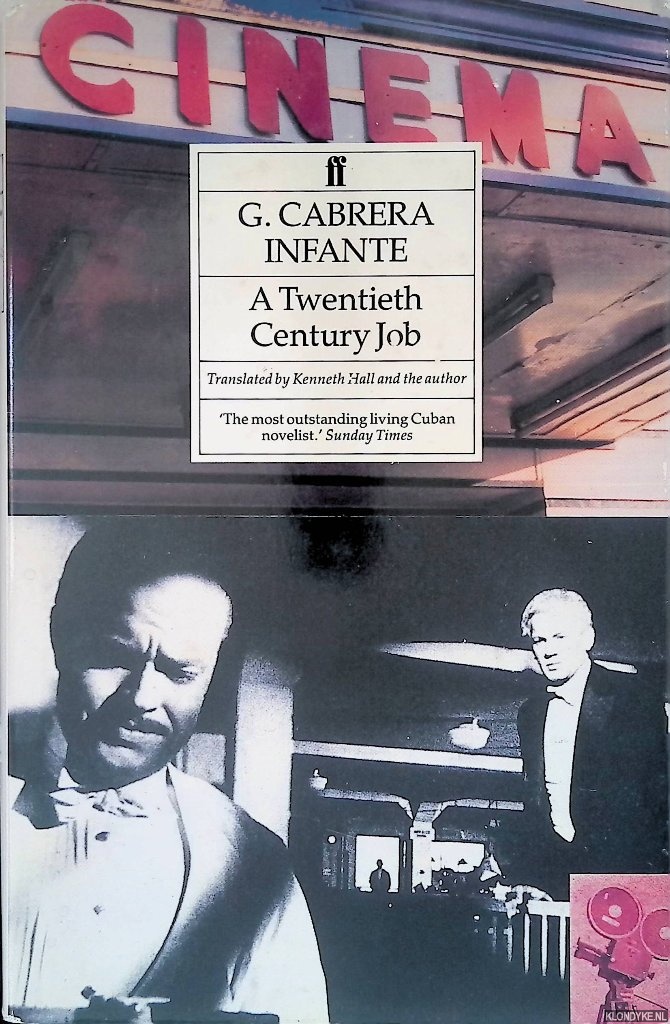 CINEMA
ff
G. CABRERA
INFANTE
A Twentieth
Century Job
Translated by Kenneth Hall and the author
'The most outstanding living Cuban
novelist.' Sunday Times
KLONDYKE.NL